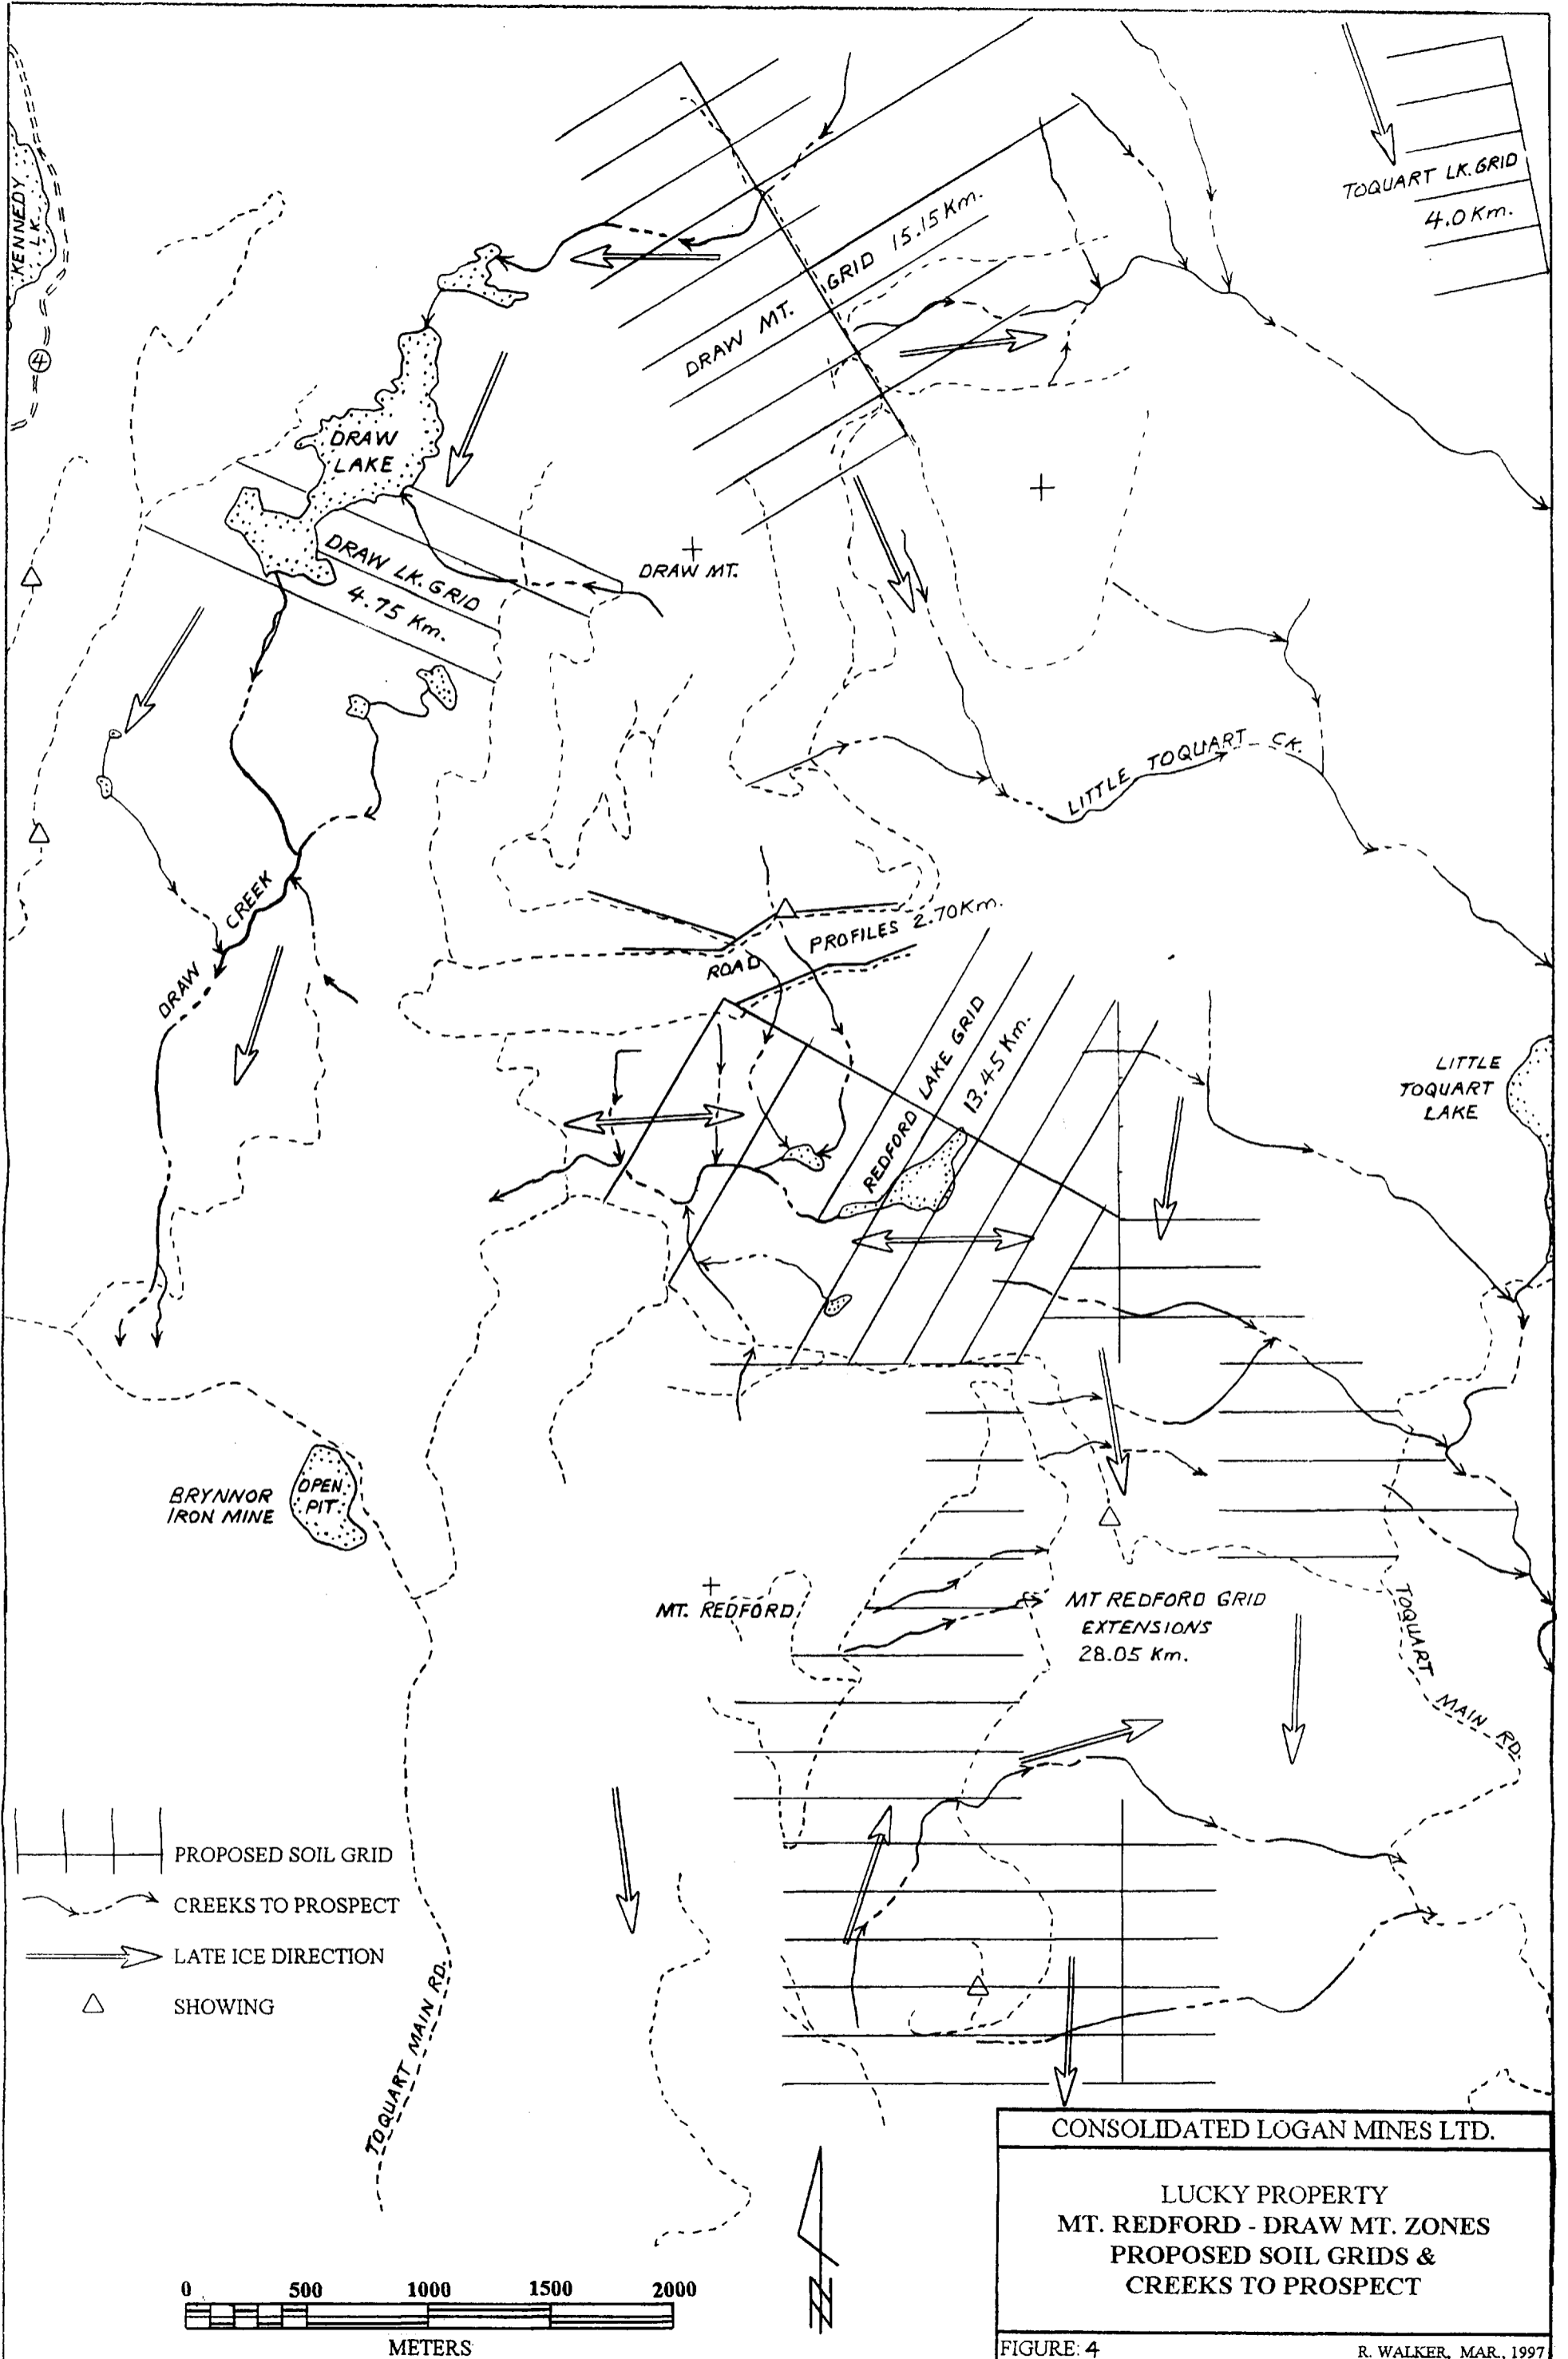 TOQUART LK. GRID
4.0 Km.
KENNEDY
LK.
4
DRAW MT. GRID 15.15 Km.
DRAW
LAKE
DRAW LK. GRID
4.75 Km.
DRAW MT.
LITTLE TOQUART CK.
DRAW CREEK
ROAD PROFILES 2.70 Km.
REDFORD LAKE GRID
13.45 Km.
LITTLE
TOQUART
LAKE
BRYNNOR
IRON MINE
OPEN
PIT
MT. REDFORD
MT REDFORD GRID
EXTENSIONS
28.05 Km.
TOQUART MAIN RD.
PROPOSED SOIL GRID
CREEKS TO PROSPECT
LATE ICE DIRECTION
SHOWING
TOQUART MAIN RD.
0 500 1000 1500 2000
METERS
N
CONSOLIDATED LOGAN MINES LTD.
LUCKY PROPERTY
MT. REDFORD - DRAW MT. ZONES
PROPOSED SOIL GRIDS &
CREEKS TO PROSPECT
FIGURE: 4
R. WALKER, MAR., 1997